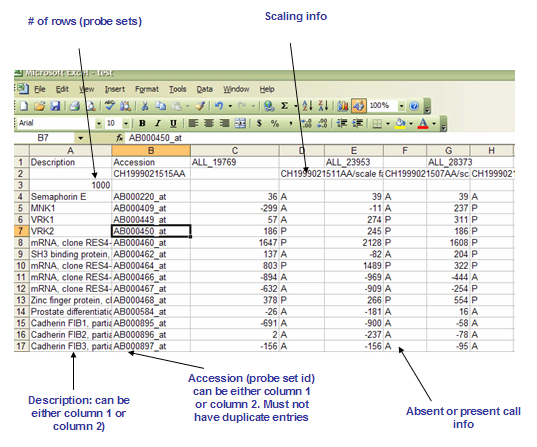 # of rows (probe sets)
Scaling info
Microsoft Excel - test
File Edit View Insert Format Tools Data Window Help
100%
Arial 10 B I U $ %
B7 fx AB000450_at
A B C D E F G H
1 Description Accession ALL_19769 ALL_23953 ALL_28373
2 CH1999021515AA CH1999021511AA/scale fa CH1999021507AA/sc CH1999021
3 1000
4 Semaphorin E AB000220_at 36 A 39 A 39 A
5 MNK1 AB000409_at -299 A -11 A 237 P
6 VRK1 AB000449_at 57 A 274 P 311 P
7 VRK2 AB000450_at 186 P 245 P 186 P
8 mRNA, clone RES4- AB000460_at 1647 P 2128 P 1608 P
9 SH3 binding protein, AB000462_at 137 A -82 A 204 P
10 mRNA, clone RES4- AB000464_at 803 P 1489 P 322 P
11 mRNA, clone RES4- AB000466_at -894 A -969 A -444 A
12 mRNA, clone RES4- AB000467_at -632 A -909 A -254 P
13 Zinc finger protein, cl AB000468_at 378 P 266 P 554 P
14 Prostate differentiatic AB000584_at -26 A -181 A 16 A
15 Cadherin FIB1, partia AB000895_at -691 A -900 A -58 A
16 Cadherin FIB2, partia AB000896_at 2 A -237 A -78 A
17 Cadherin FIB3, partia AB000897_at -156 A -156 A -95 A
Description: can be
either column 1 or
column 2)
Accession (probe set id)
can be either column 1
or column 2. Must not
have duplicate entries
Absent or present call
info